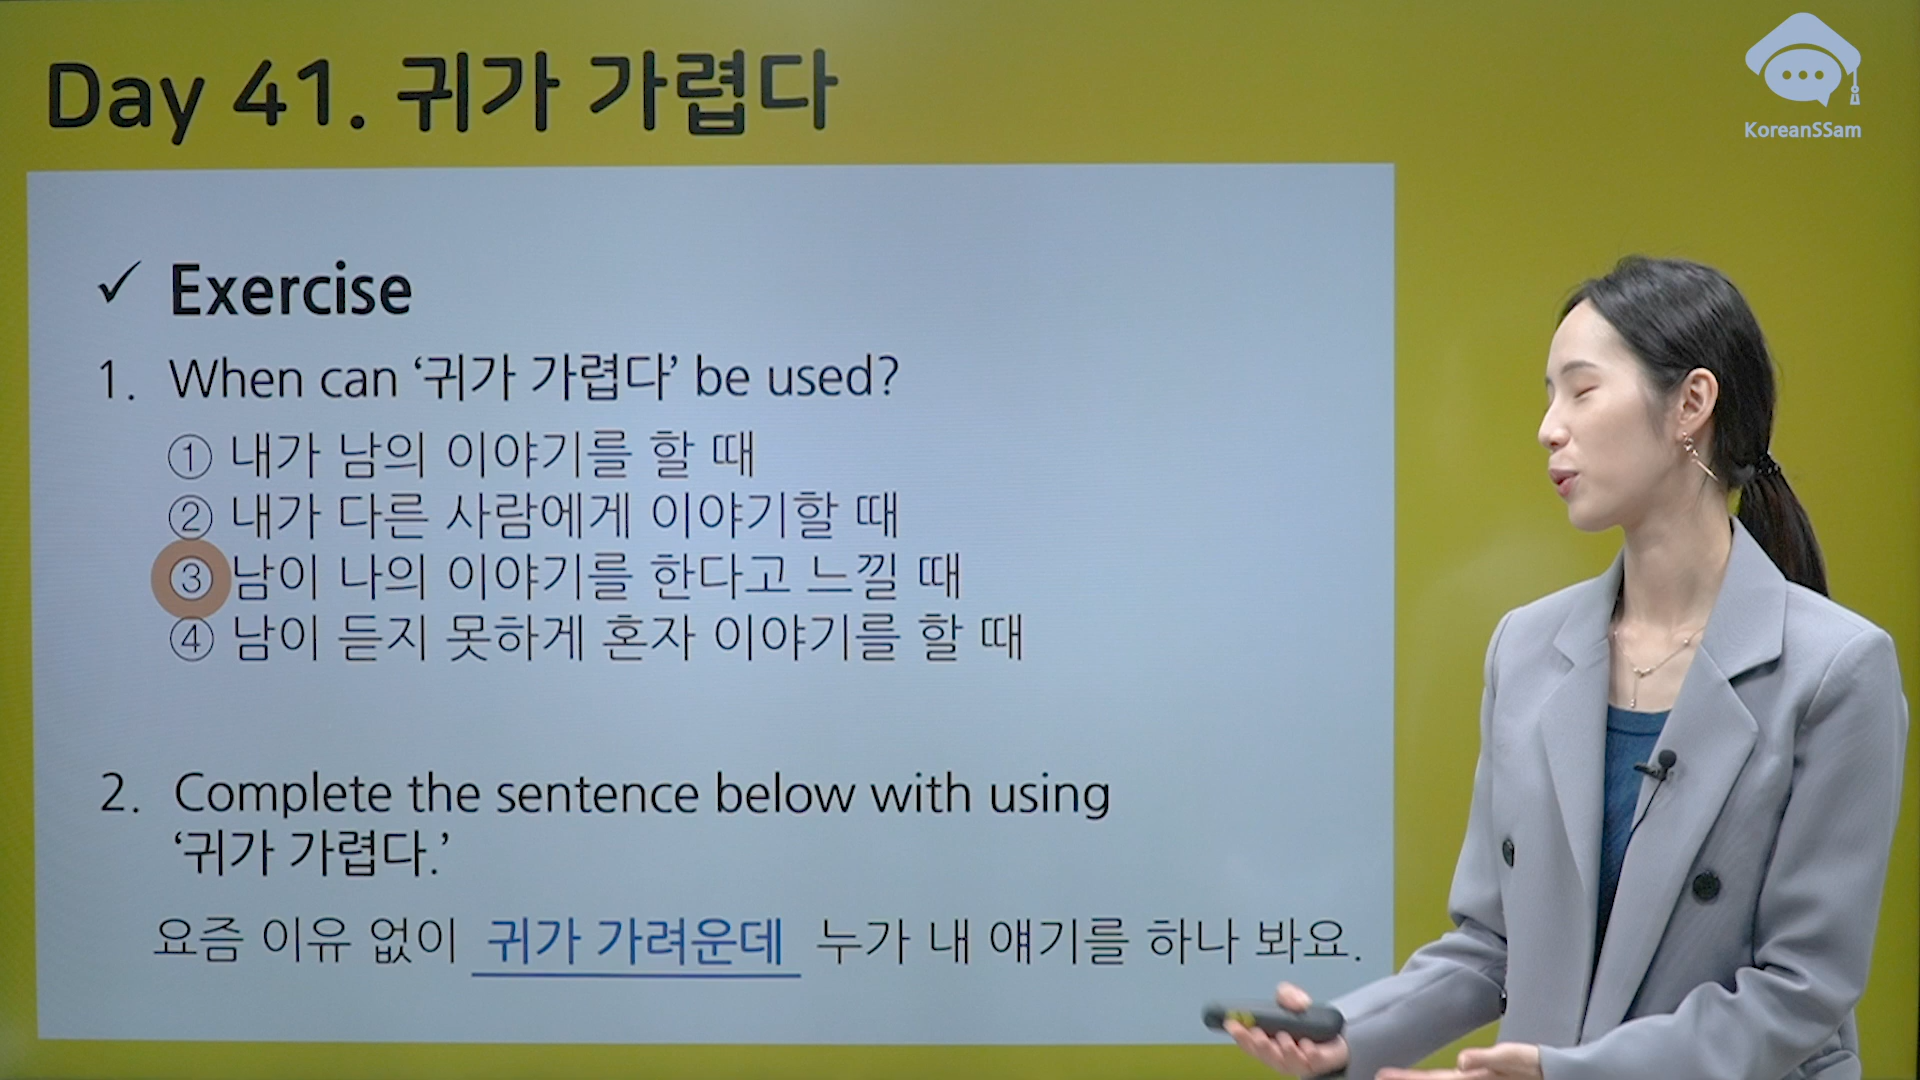 Day 41. 귀가 가렵다
KoreanSSam
✓ Exercise
1. When can ‘귀가 가렵다’ be used?
① 내가 남의 이야기를 할 때
② 내가 다른 사람에게 이야기할 때
③ 남이 나의 이야기를 한다고 느낄 때
④ 남이 듣지 못하게 혼자 이야기를 할 때
2. Complete the sentence below with using
‘귀가 가렵다.’
요즘 이유 없이 귀가 가려운데 누가 내 얘기를 하나 봐요.